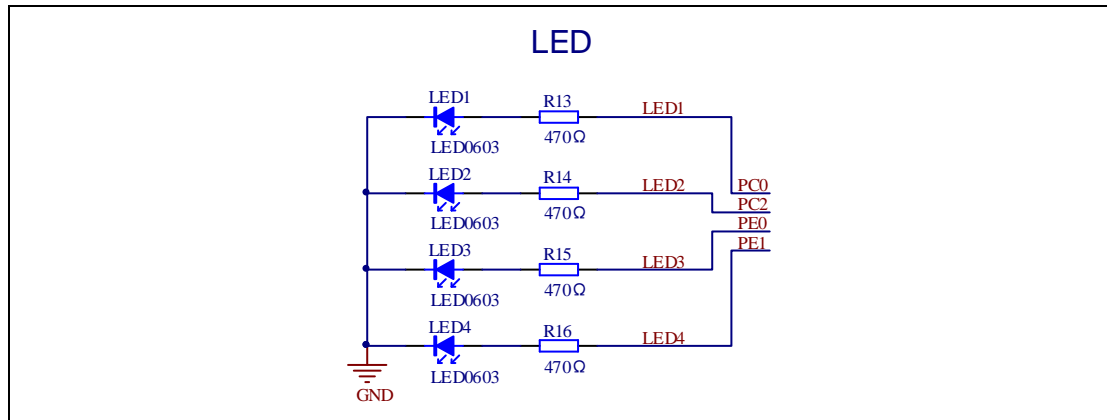 LED
LED1
R13
LED1
470Ω
LED0603
LED2
R14
LED2
PC0
470Ω
PC2
LED0603
PE0
LED3
R15
LED3
PE1
470Ω
LED0603
LED4
R16
LED4
470Ω
LED0603
GND